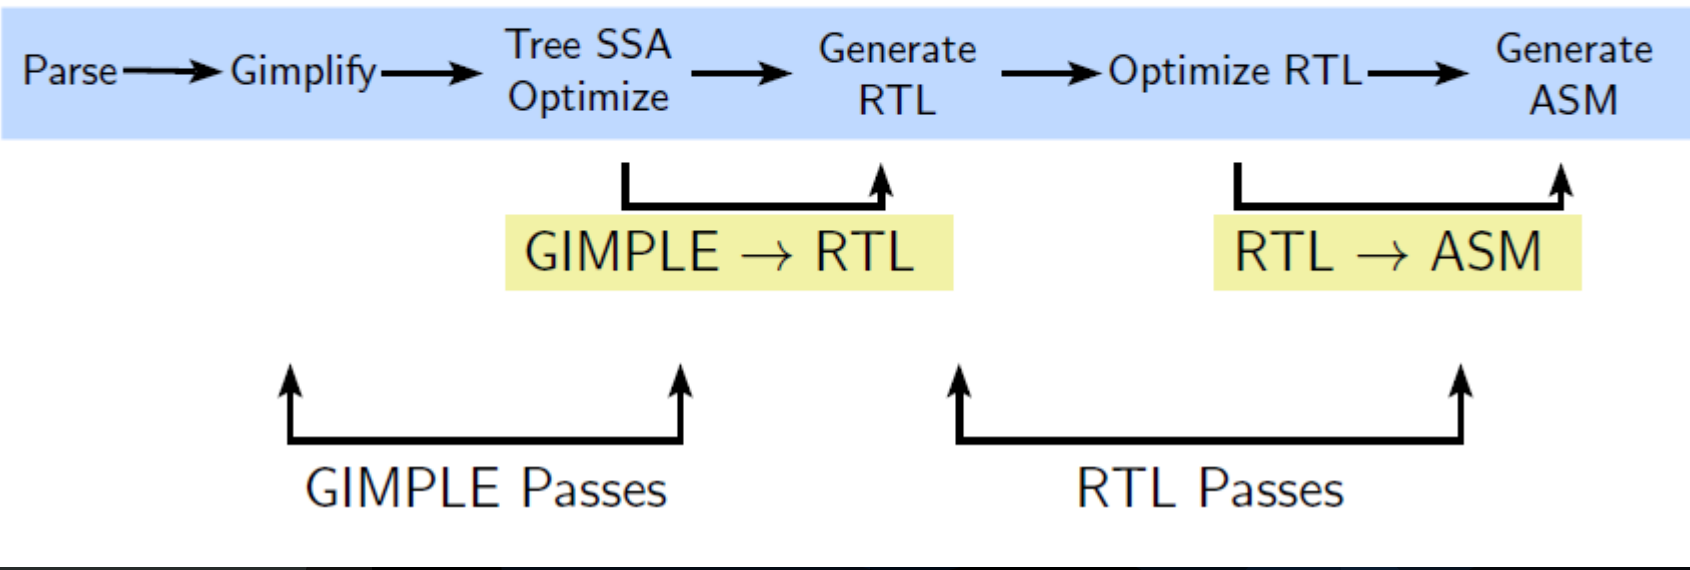 Parse
Gimplify
Tree SSA
Optimize
Generate
RTL
Optimize RTL
Generate
ASM
GIMPLE → RTL
RTL → ASM
GIMPLE Passes
RTL Passes